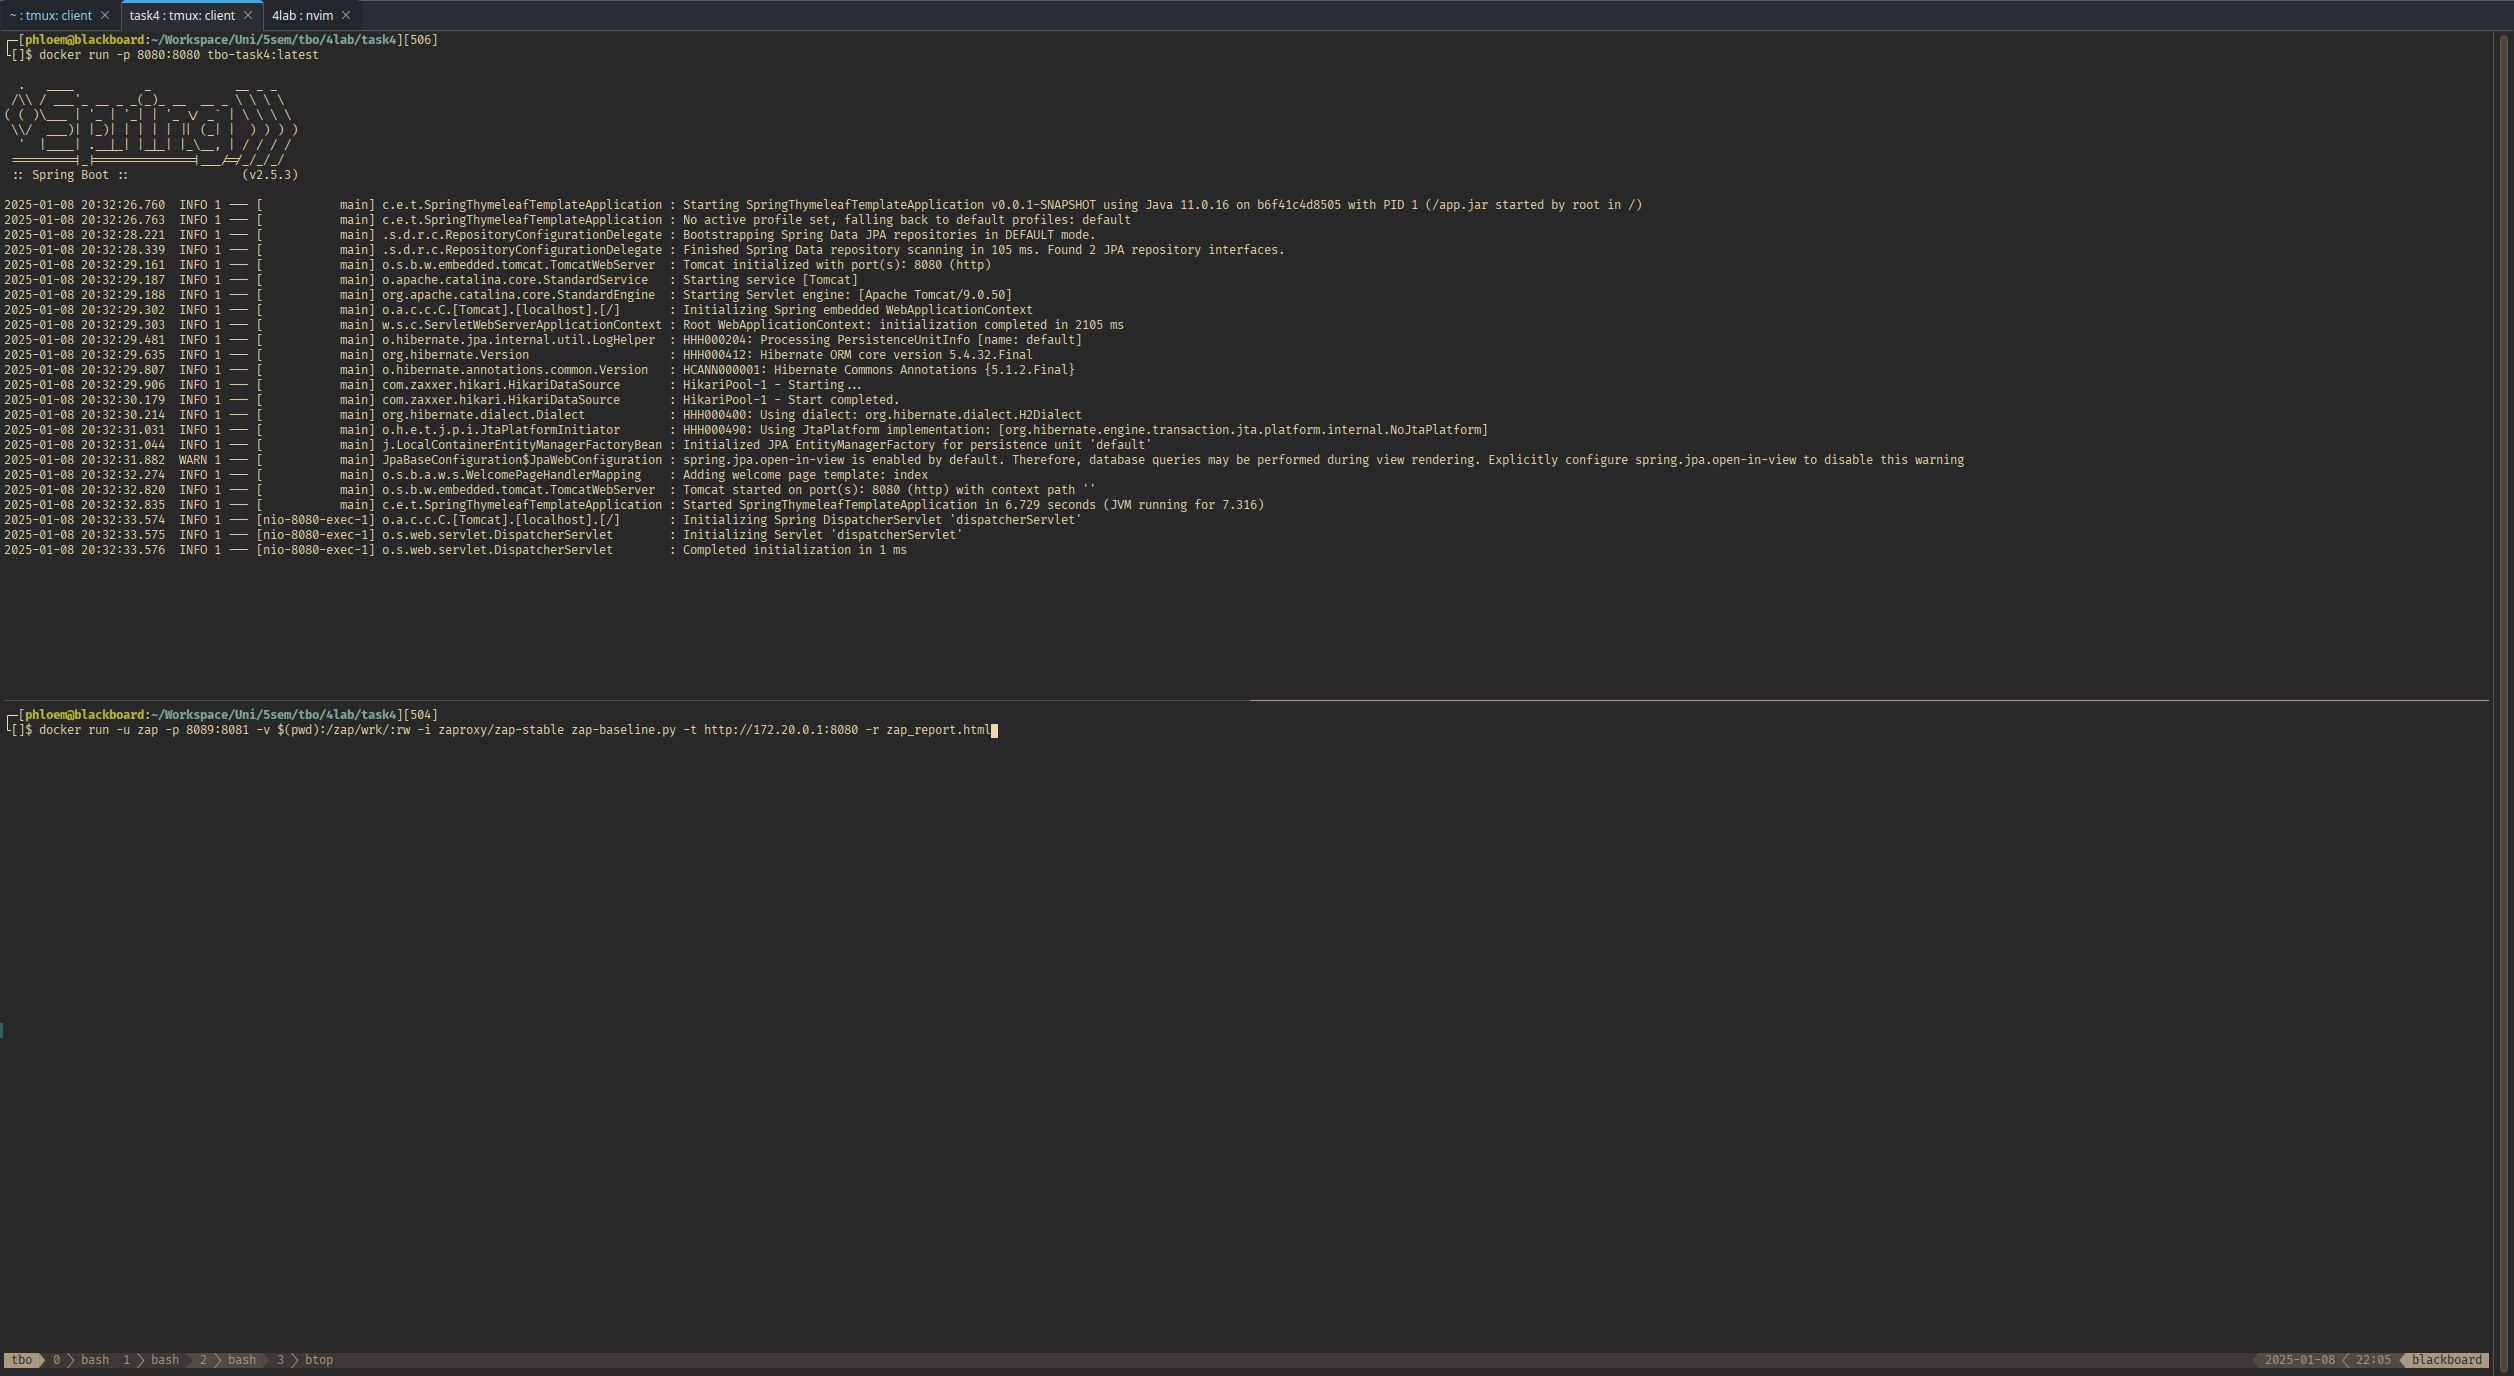 ~ : tmux: client ×   task4 : tmux: client ×   4lab : nvim ×
┌─[phloem@blackboard:~/Workspace/Uni/5sem/tbo/4lab/task4][506]
└[]$ docker run -p 8080:8080 tbo-task4:latest
  .   ____          _            __ _ _
 /\\ / ___'_ __ _ _(_)_ __  __ _ \ \ \ \
( ( )\___ | '_ | '_| | '_ \/ _` | \ \ \ \
 \\/  ___)| |_)| | | | | || (_| |  ) ) ) )
  '  |____| .__|_| |_|_| |_\__, | / / / /
 =========|_|==============|___/=/_/_/_/
 :: Spring Boot ::                (v2.5.3)
2025-01-08 20:32:26.760  INFO 1 --- [           main] c.e.t.SpringThymeleafTemplateApplication : Starting SpringThymeleafTemplateApplication v0.0.1-SNAPSHOT using Java 11.0.16 on b6f41c4d8505 with PID 1 (/app.jar started by root in /)
2025-01-08 20:32:26.763  INFO 1 --- [           main] c.e.t.SpringThymeleafTemplateApplication : No active profile set, falling back to default profiles: default
2025-01-08 20:32:28.221  INFO 1 --- [           main] .s.d.r.c.RepositoryConfigurationDelegate : Bootstrapping Spring Data JPA repositories in DEFAULT mode.
2025-01-08 20:32:28.339  INFO 1 --- [           main] .s.d.r.c.RepositoryConfigurationDelegate : Finished Spring Data repository scanning in 105 ms. Found 2 JPA repository interfaces.
2025-01-08 20:32:29.161  INFO 1 --- [           main] o.s.b.w.embedded.tomcat.TomcatWebServer  : Tomcat initialized with port(s): 8080 (http)
2025-01-08 20:32:29.187  INFO 1 --- [           main] o.apache.catalina.core.StandardService   : Starting service [Tomcat]
2025-01-08 20:32:29.188  INFO 1 --- [           main] org.apache.catalina.core.StandardEngine  : Starting Servlet engine: [Apache Tomcat/9.0.50]
2025-01-08 20:32:29.302  INFO 1 --- [           main] o.a.c.c.C.[Tomcat].[localhost].[/]       : Initializing Spring embedded WebApplicationContext
2025-01-08 20:32:29.303  INFO 1 --- [           main] w.s.c.ServletWebServerApplicationContext : Root WebApplicationContext: initialization completed in 2105 ms
2025-01-08 20:32:29.481  INFO 1 --- [           main] o.hibernate.jpa.internal.util.LogHelper  : HHH000204: Processing PersistenceUnitInfo [name: default]
2025-01-08 20:32:29.635  INFO 1 --- [           main] org.hibernate.Version                    : HHH000412: Hibernate ORM core version 5.4.32.Final
2025-01-08 20:32:29.807  INFO 1 --- [           main] o.hibernate.annotations.common.Version   : HCANN000001: Hibernate Commons Annotations {5.1.2.Final}
2025-01-08 20:32:29.906  INFO 1 --- [           main] com.zaxxer.hikari.HikariDataSource       : HikariPool-1 - Starting...
2025-01-08 20:32:30.179  INFO 1 --- [           main] com.zaxxer.hikari.HikariDataSource       : HikariPool-1 - Start completed.
2025-01-08 20:32:30.214  INFO 1 --- [           main] org.hibernate.dialect.Dialect            : HHH000400: Using dialect: org.hibernate.dialect.H2Dialect
2025-01-08 20:32:31.031  INFO 1 --- [           main] o.h.e.t.j.p.i.JtaPlatformInitiator       : HHH000490: Using JtaPlatform implementation: [org.hibernate.engine.transaction.jta.platform.internal.NoJtaPlatform]
2025-01-08 20:32:31.044  INFO 1 --- [           main] j.LocalContainerEntityManagerFactoryBean : Initialized JPA EntityManagerFactory for persistence unit 'default'
2025-01-08 20:32:31.882  WARN 1 --- [           main] JpaBaseConfiguration$JpaWebConfiguration : spring.jpa.open-in-view is enabled by default. Therefore, database queries may be performed during view rendering. Explicitly configure spring.jpa.open-in-view to disable this warning
2025-01-08 20:32:32.274  INFO 1 --- [           main] o.s.b.a.w.s.WelcomePageHandlerMapping    : Adding welcome page template: index
2025-01-08 20:32:32.820  INFO 1 --- [           main] o.s.b.w.embedded.tomcat.TomcatWebServer  : Tomcat started on port(s): 8080 (http) with context path ''
2025-01-08 20:32:32.835  INFO 1 --- [           main] c.e.t.SpringThymeleafTemplateApplication : Started SpringThymeleafTemplateApplication in 6.729 seconds (JVM running for 7.316)
2025-01-08 20:32:33.574  INFO 1 --- [nio-8080-exec-1] o.a.c.c.C.[Tomcat].[localhost].[/]       : Initializing Spring DispatcherServlet 'dispatcherServlet'
2025-01-08 20:32:33.575  INFO 1 --- [nio-8080-exec-1] o.s.web.servlet.DispatcherServlet        : Initializing Servlet 'dispatcherServlet'
2025-01-08 20:32:33.576  INFO 1 --- [nio-8080-exec-1] o.s.web.servlet.DispatcherServlet        : Completed initialization in 1 ms
┌─[phloem@blackboard:~/Workspace/Uni/5sem/tbo/4lab/task4][504]
└[]$ docker run -u zap -p 8089:8081 -v $(pwd):/zap/wrk/:rw -i zaproxy/zap-stable zap-baseline.py -t http://172.20.0.1:8080 -r zap_report.html
tbo 0 bash 1 bash 2 bash 3 btop 2025-01-08 22:05 blackboard